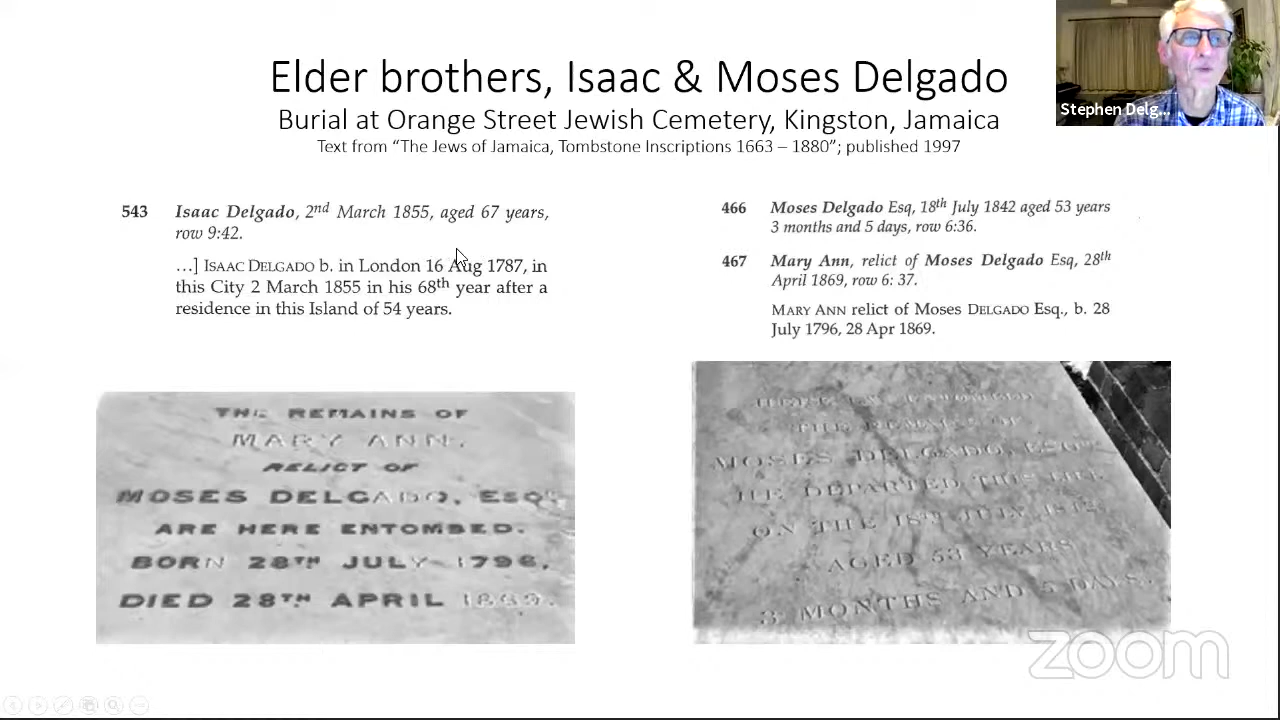 Elder brothers, Isaac & Moses Delgado
Burial at Orange Street Jewish Cemetery, Kingston, Jamaica
Text from “The Jews of Jamaica, Tombstone Inscriptions 1663 – 1880”; published 1997
Stephen Delg...
543 Isaac Delgado, 2nd March 1855, aged 67 years,
row 9:42.
...] ISAAC DELGADO b. in London 16 Aug 1787, in
this City 2 March 1855 in his 68th year after a
residence in this Island of 54 years.
466 Moses Delgado Esq, 18th July 1842 aged 53 years
3 months and 5 days, row 6:36.
467 Mary Ann, relict of Moses Delgado Esq, 28th
April 1869, row 6: 37.
MARY ANN relict of Moses DELGADO Esq., b. 28
July 1796, 28 Apr 1869.
THE REMAINS OF
MARY ANN,
RELICT OF
MOSES DELGADO, ESQR
ARE HERE ENTOMBED.
BORN 28TH JULY 1796,
DIED 28TH APRIL 1869.
HERE
THE REMAINS OF
MOSES DELGADO, ESQR
HE DEPARTED THIS LIFE
ON THE 18TH JULY 1842
AGED 53 YEARS
3 MONTHS AND 5 DAYS.
zoom